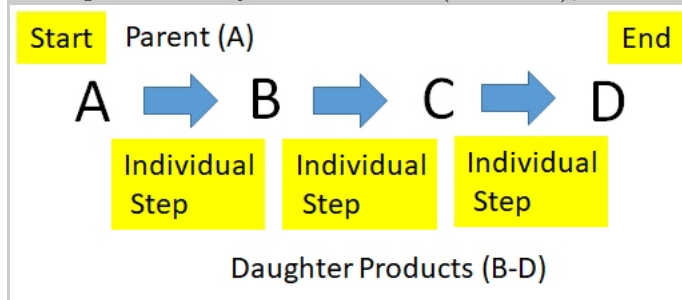 Start Parent (A) End
A B C D
Individual Individual Individual
Step Step Step
Daughter Products (B-D)